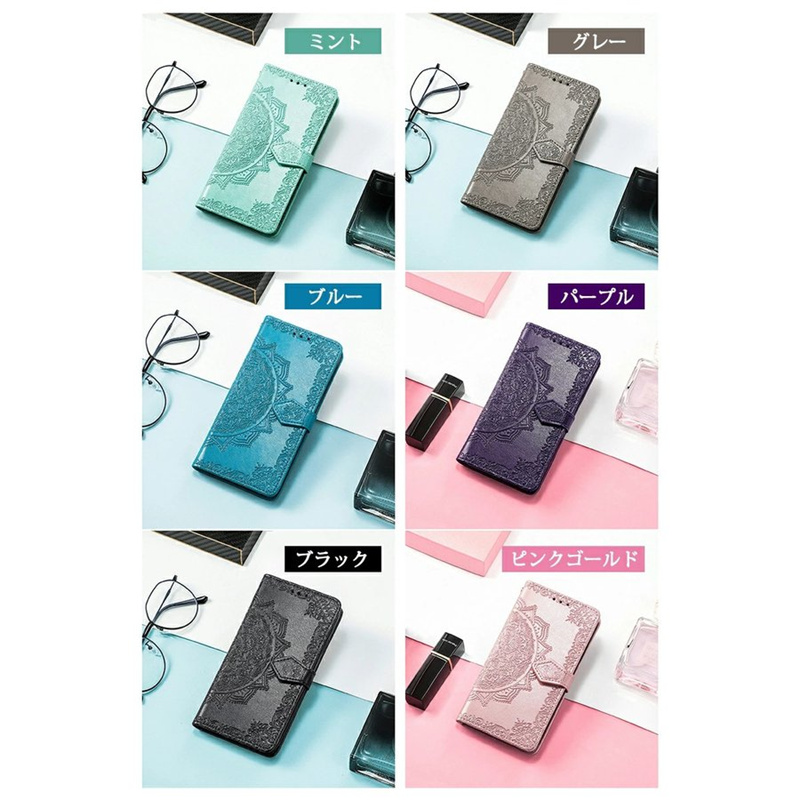 ミント
グレー
ブルー
パープル
ブラック
ピンクゴールド